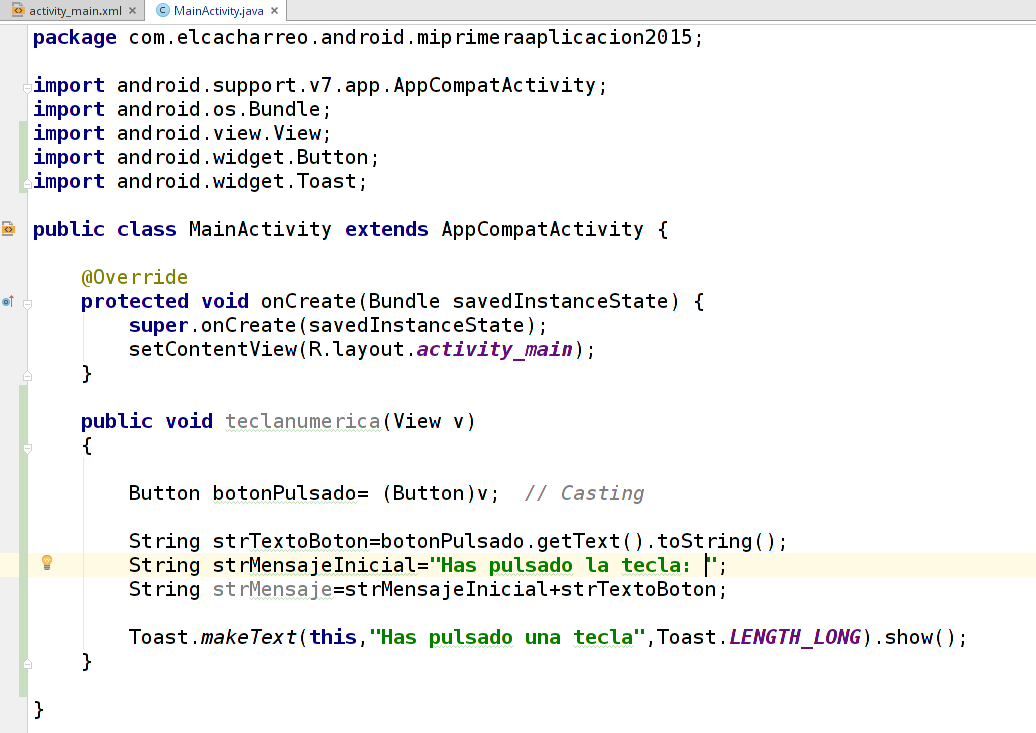 activity_main.xml × MainActivity.java ×
package com.elcacharreo.android.miprimeraaplicacion2015;
import android.support.v7.app.AppCompatActivity;
import android.os.Bundle;
import android.view.View;
import android.widget.Button;
import android.widget.Toast;
public class MainActivity extends AppCompatActivity {
@Override
protected void onCreate(Bundle savedInstanceState) {
super.onCreate(savedInstanceState);
setContentView(R.layout.activity_main);
}
public void teclanumerica(View v)
{
Button botonPulsado= (Button)v;  // Casting
String strTextoBoton=botonPulsado.getText().toString();
String strMensajeInicial="Has pulsado la tecla: ";
String strMensaje=strMensajeInicial+strTextoBoton;
Toast.makeText(this,"Has pulsado una tecla",Toast.LENGTH_LONG).show();
}
}